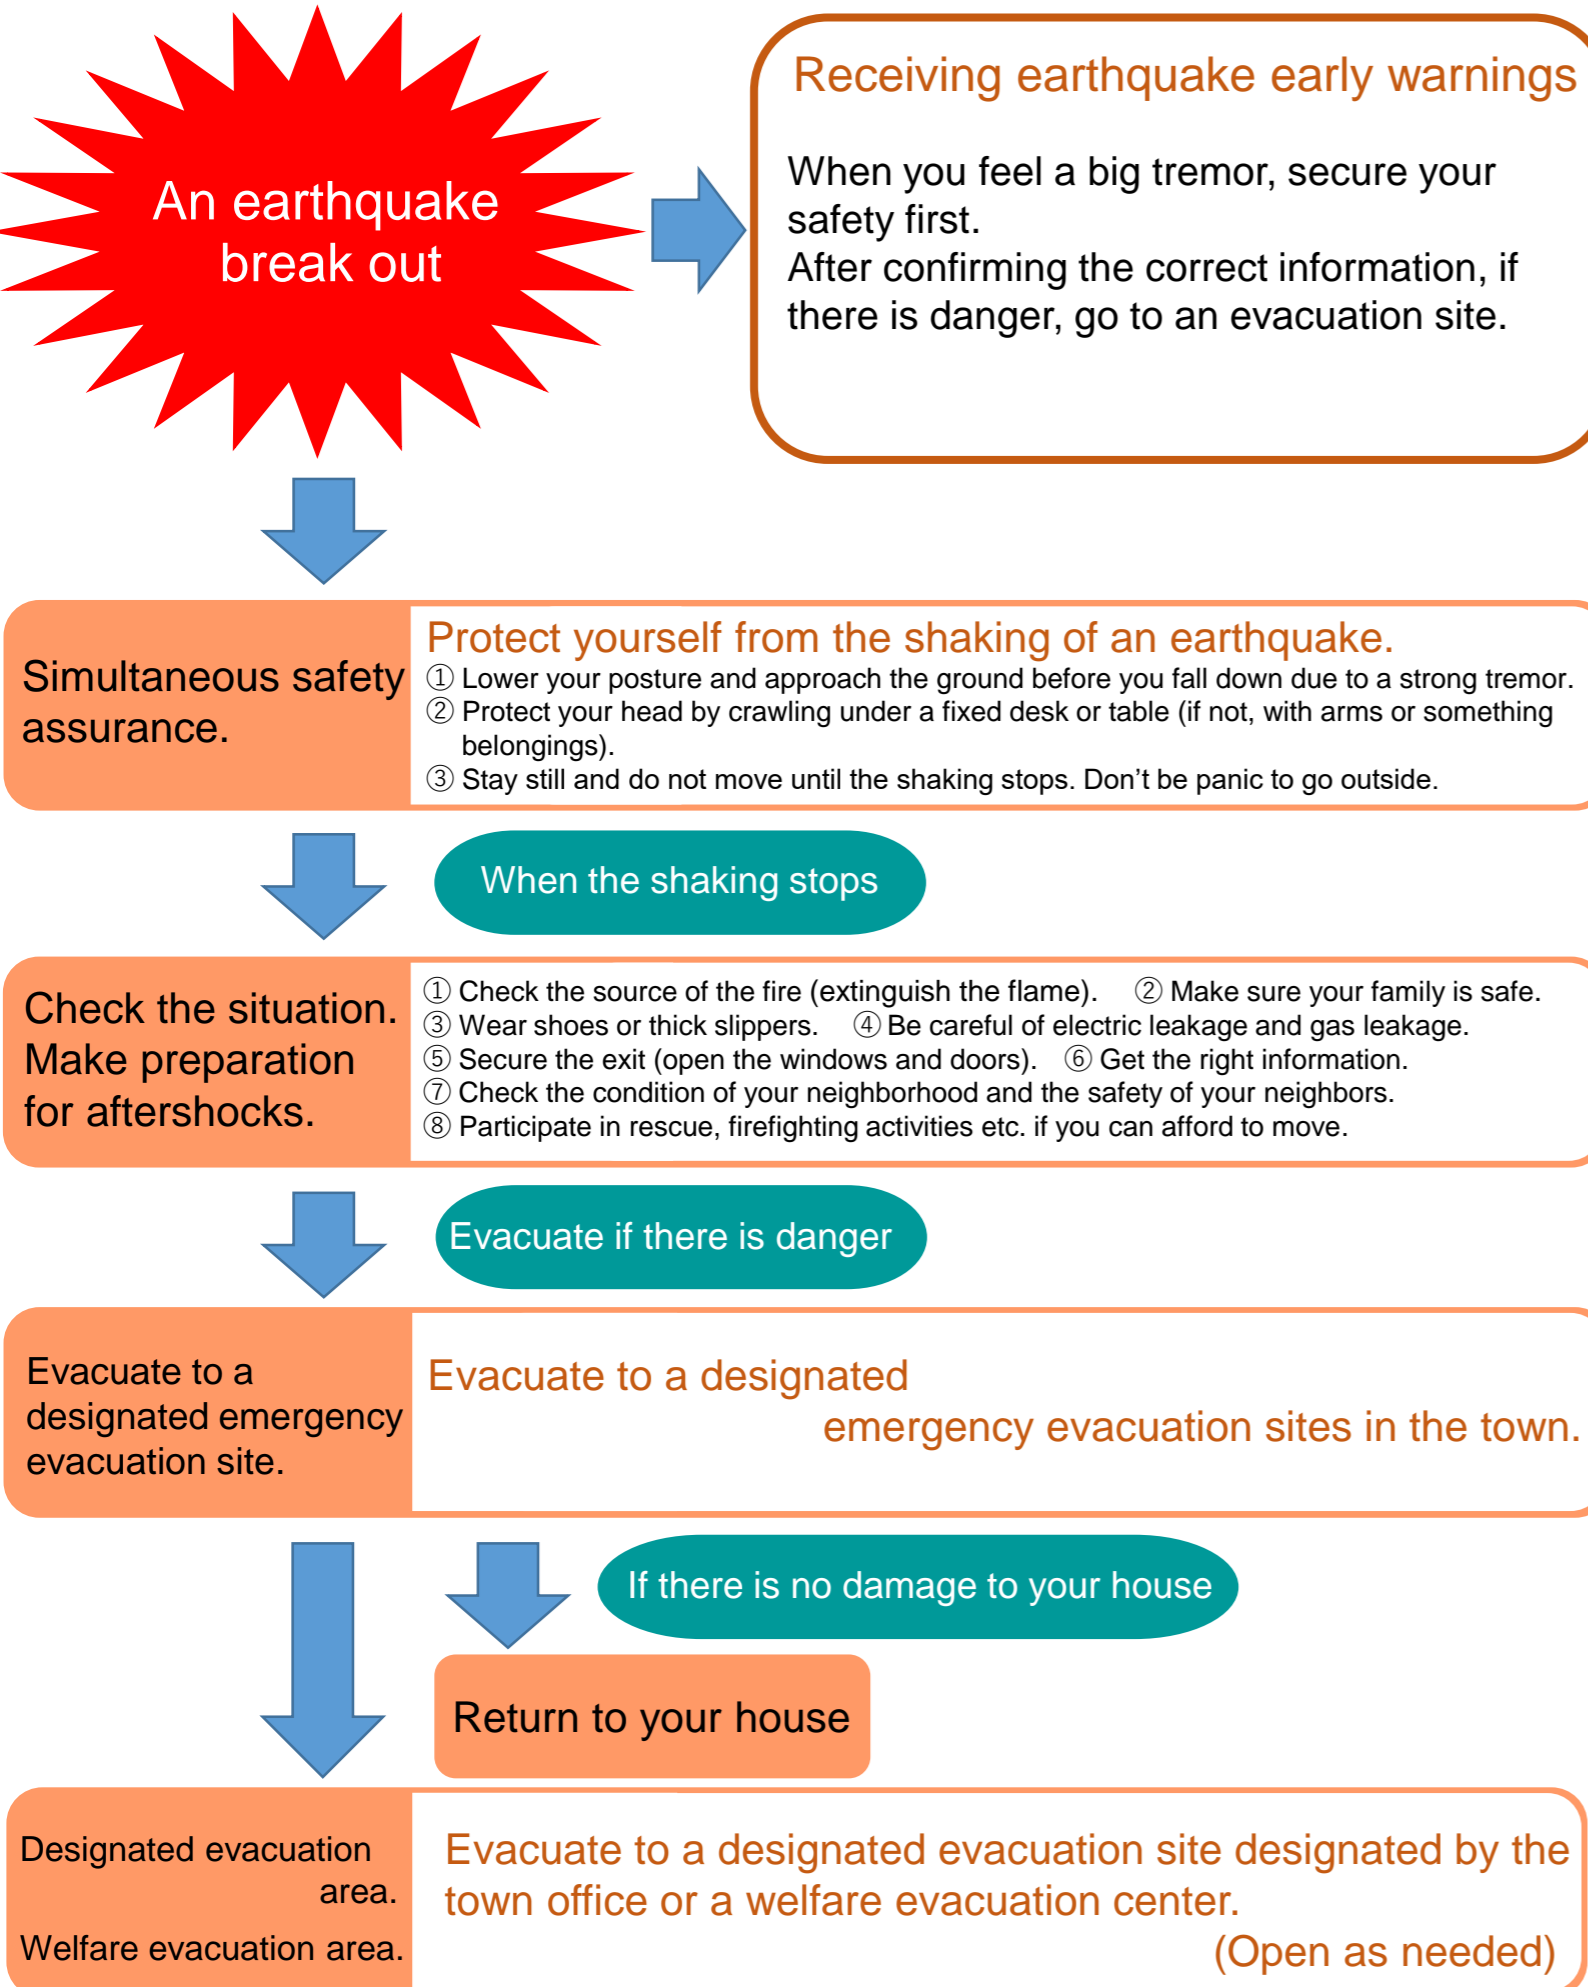 An earthquake
break out
Receiving earthquake early warnings
When you feel a big tremor, secure your
safety first.
After confirming the correct information, if
there is danger, go to an evacuation site.
Simultaneous safety
assurance.
Protect yourself from the shaking of an earthquake.
① Lower your posture and approach the ground before you fall down due to a strong tremor.
② Protect your head by crawling under a fixed desk or table (if not, with arms or something
belongings).
③ Stay still and do not move until the shaking stops. Don’t be panic to go outside.
When the shaking stops
Check the situation.
Make preparation
for aftershocks.
① Check the source of the fire (extinguish the flame). ② Make sure your family is safe.
③ Wear shoes or thick slippers. ④ Be careful of electric leakage and gas leakage.
⑤ Secure the exit (open the windows and doors). ⑥ Get the right information.
⑦ Check the condition of your neighborhood and the safety of your neighbors.
⑧ Participate in rescue, firefighting activities etc. if you can afford to move.
Evacuate if there is danger
Evacuate to a
designated emergency
evacuation site.
Evacuate to a designated
emergency evacuation sites in the town.
If there is no damage to your house
Return to your house
Designated evacuation
area.
Welfare evacuation area.
Evacuate to a designated evacuation site designated by the
town office or a welfare evacuation center.
(Open as needed)